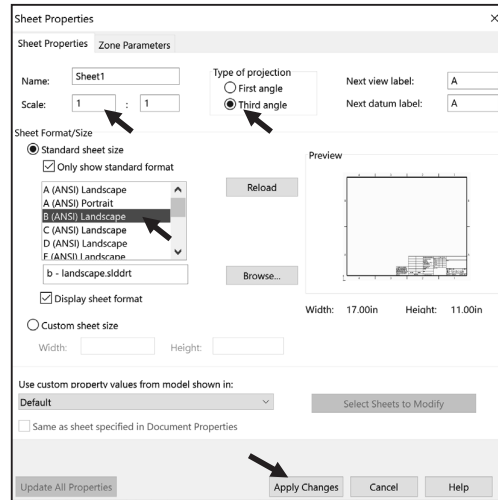 Sheet Properties
Sheet Properties Zone Parameters
Name: Sheet1
Scale: 1 : 1
Type of projection
First angle
Third angle
Next view label: A
Next datum label: A
Sheet Format/Size
Standard sheet size
Only show standard format
A (ANSI) Landscape
A (ANSI) Portrait
B (ANSI) Landscape
C (ANSI) Landscape
D (ANSI) Landscape
E (ANSI) Landscape
b - landscape.slddrt
Display sheet format
Custom sheet size
Width: Height:
Reload
Browse...
Preview
Width: 17.00in Height: 11.00in
Use custom property values from model shown in:
Default
Select Sheets to Modify
Same as sheet specified in Document Properties
Update All Properties Apply Changes Cancel Help